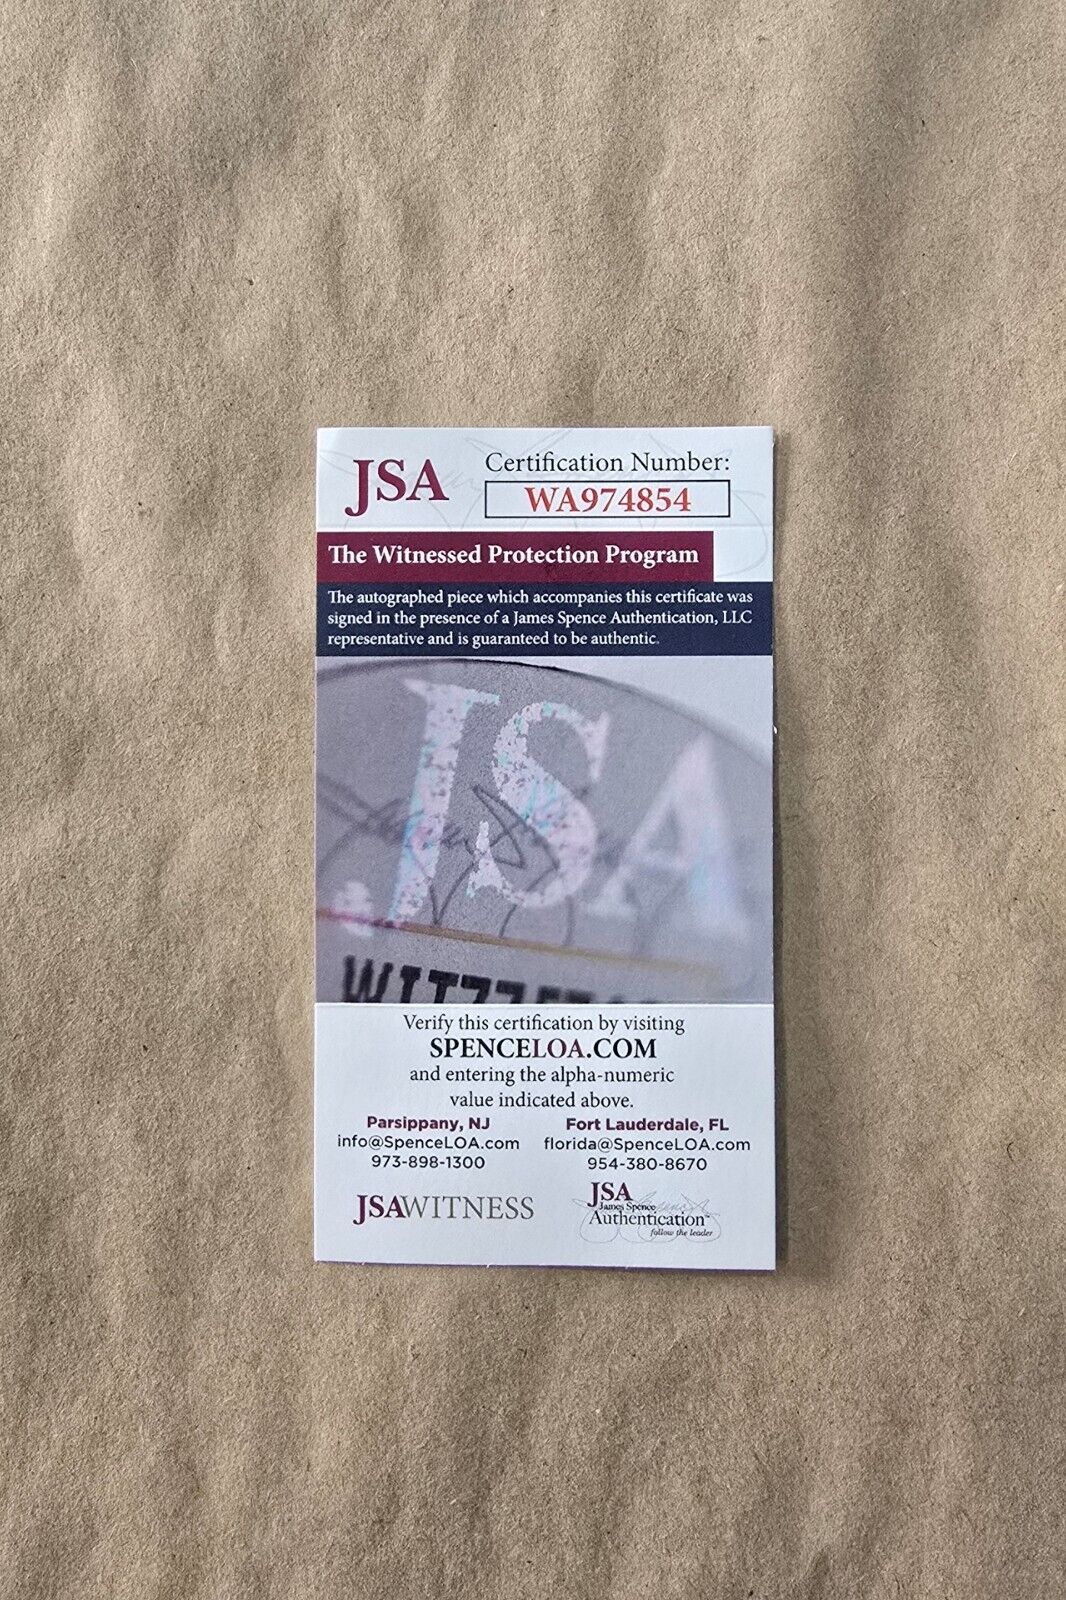 JSA
Certification Number:
WA974854
The Witnessed Protection Program
The autographed piece which accompanies this certificate was
signed in the presence of a James Spence Authentication, LLC
representative and is guaranteed to be authentic.
JSA
Verify this certification by visiting
SPENCELOA.COM
and entering the alpha-numeric
value indicated above.
Parsippany, NJ
info@SpenceLOA.com
973-898-1300
Fort Lauderdale, FL
florida@SpenceLOA.com
954-380-8670
JSAWITNESS
JSA
James Spence
Authentication™
follow the leader